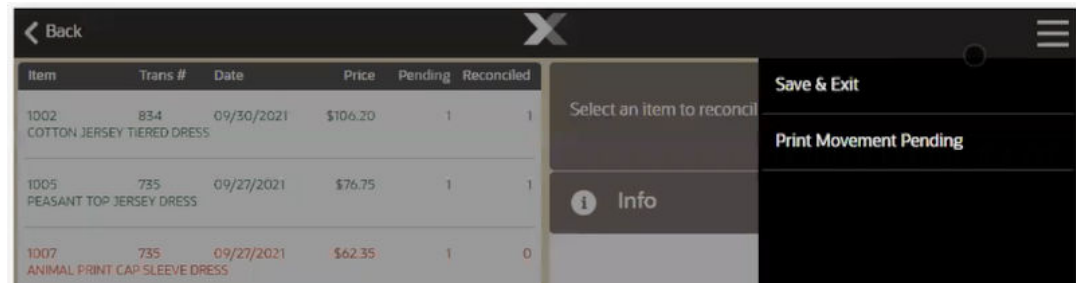 Back
Item Trans # Date Price Pending Reconciled
1002 834 09/30/2021 $106.20 1 1
COTTON JERSEY TIERED DRESS
1005 735 09/27/2021 $76.75 1 1
PEASANT TOP JERSEY DRESS
1007 735 09/27/2021 $62.35 1 0
ANIMAL PRINT CAP SLEEVE DRESS
Select an item to reconcil
Info
Save & Exit
Print Movement Pending